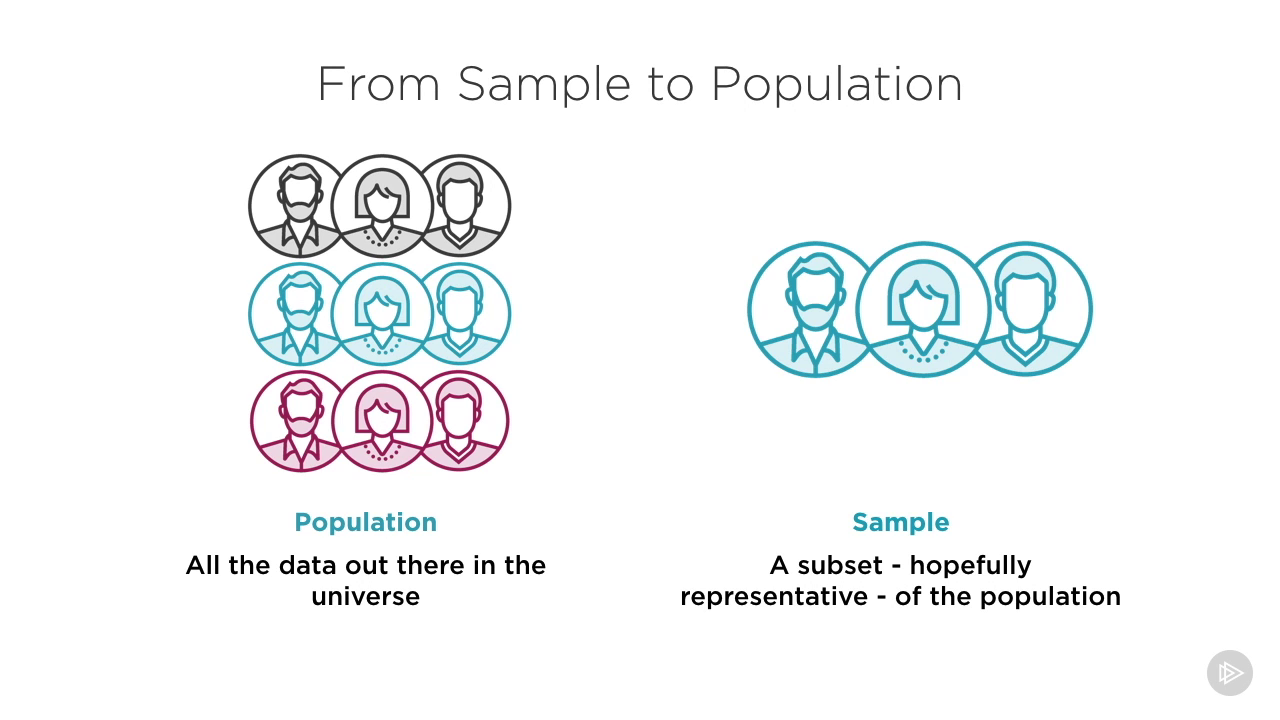 From Sample to Population
Population
All the data out there in the
universe
Sample
A subset - hopefully
representative - of the population